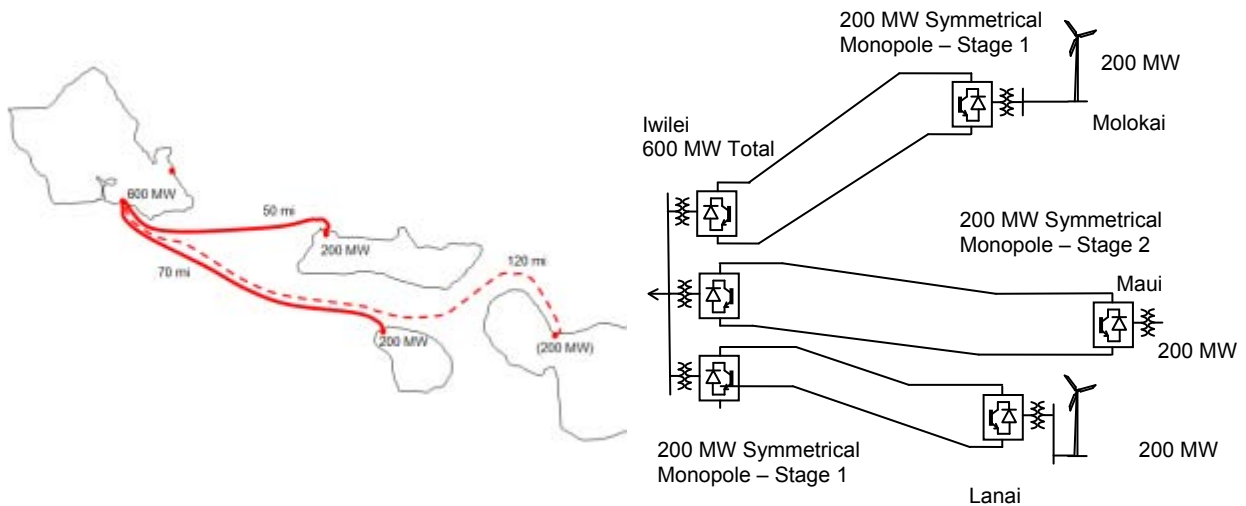 600 MW
50 mi
200 MW
70 mi
120 mi
200 MW
(200 MW)
200 MW Symmetrical
Monopole – Stage 1
200 MW
Molokai
Iwilei
600 MW Total
200 MW Symmetrical
Monopole – Stage 2
Maui
200 MW
200 MW Symmetrical
Monopole – Stage 1
200 MW
Lanai